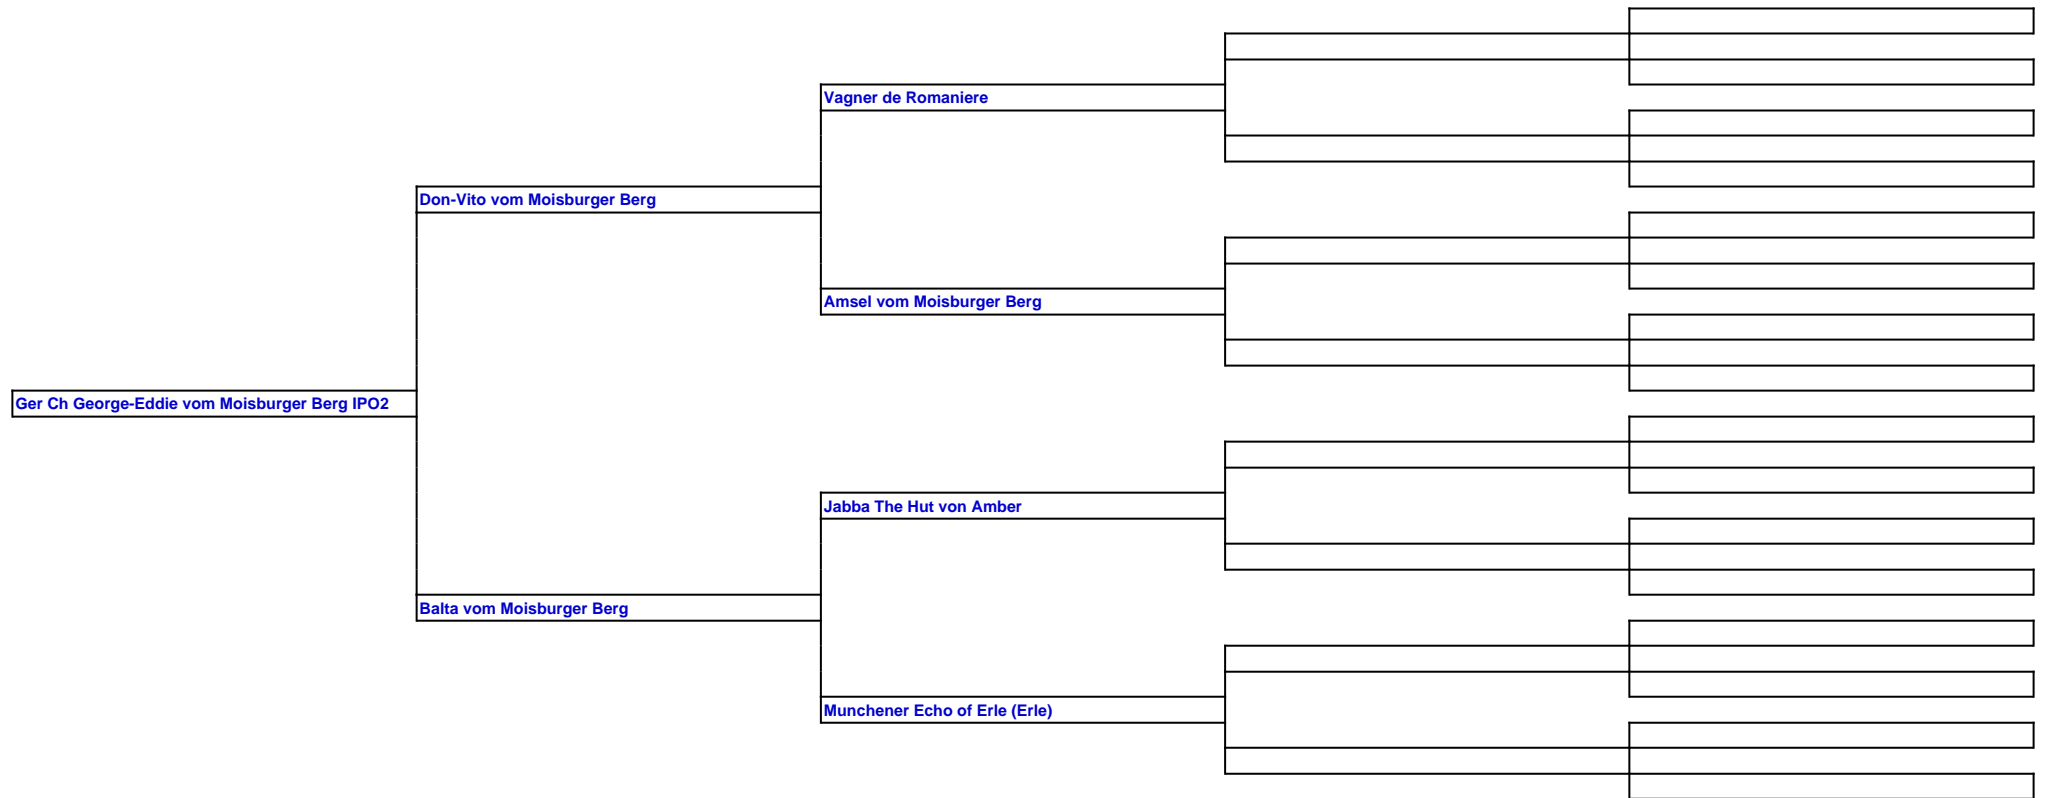 Vagner de Romaniere
Don-Vito vom Moisburger Berg
Amsel vom Moisburger Berg
Ger Ch George-Eddie vom Moisburger Berg IPO2
Jabba The Hut von Amber
Balta vom Moisburger Berg
Munchener Echo of Erle (Erle)